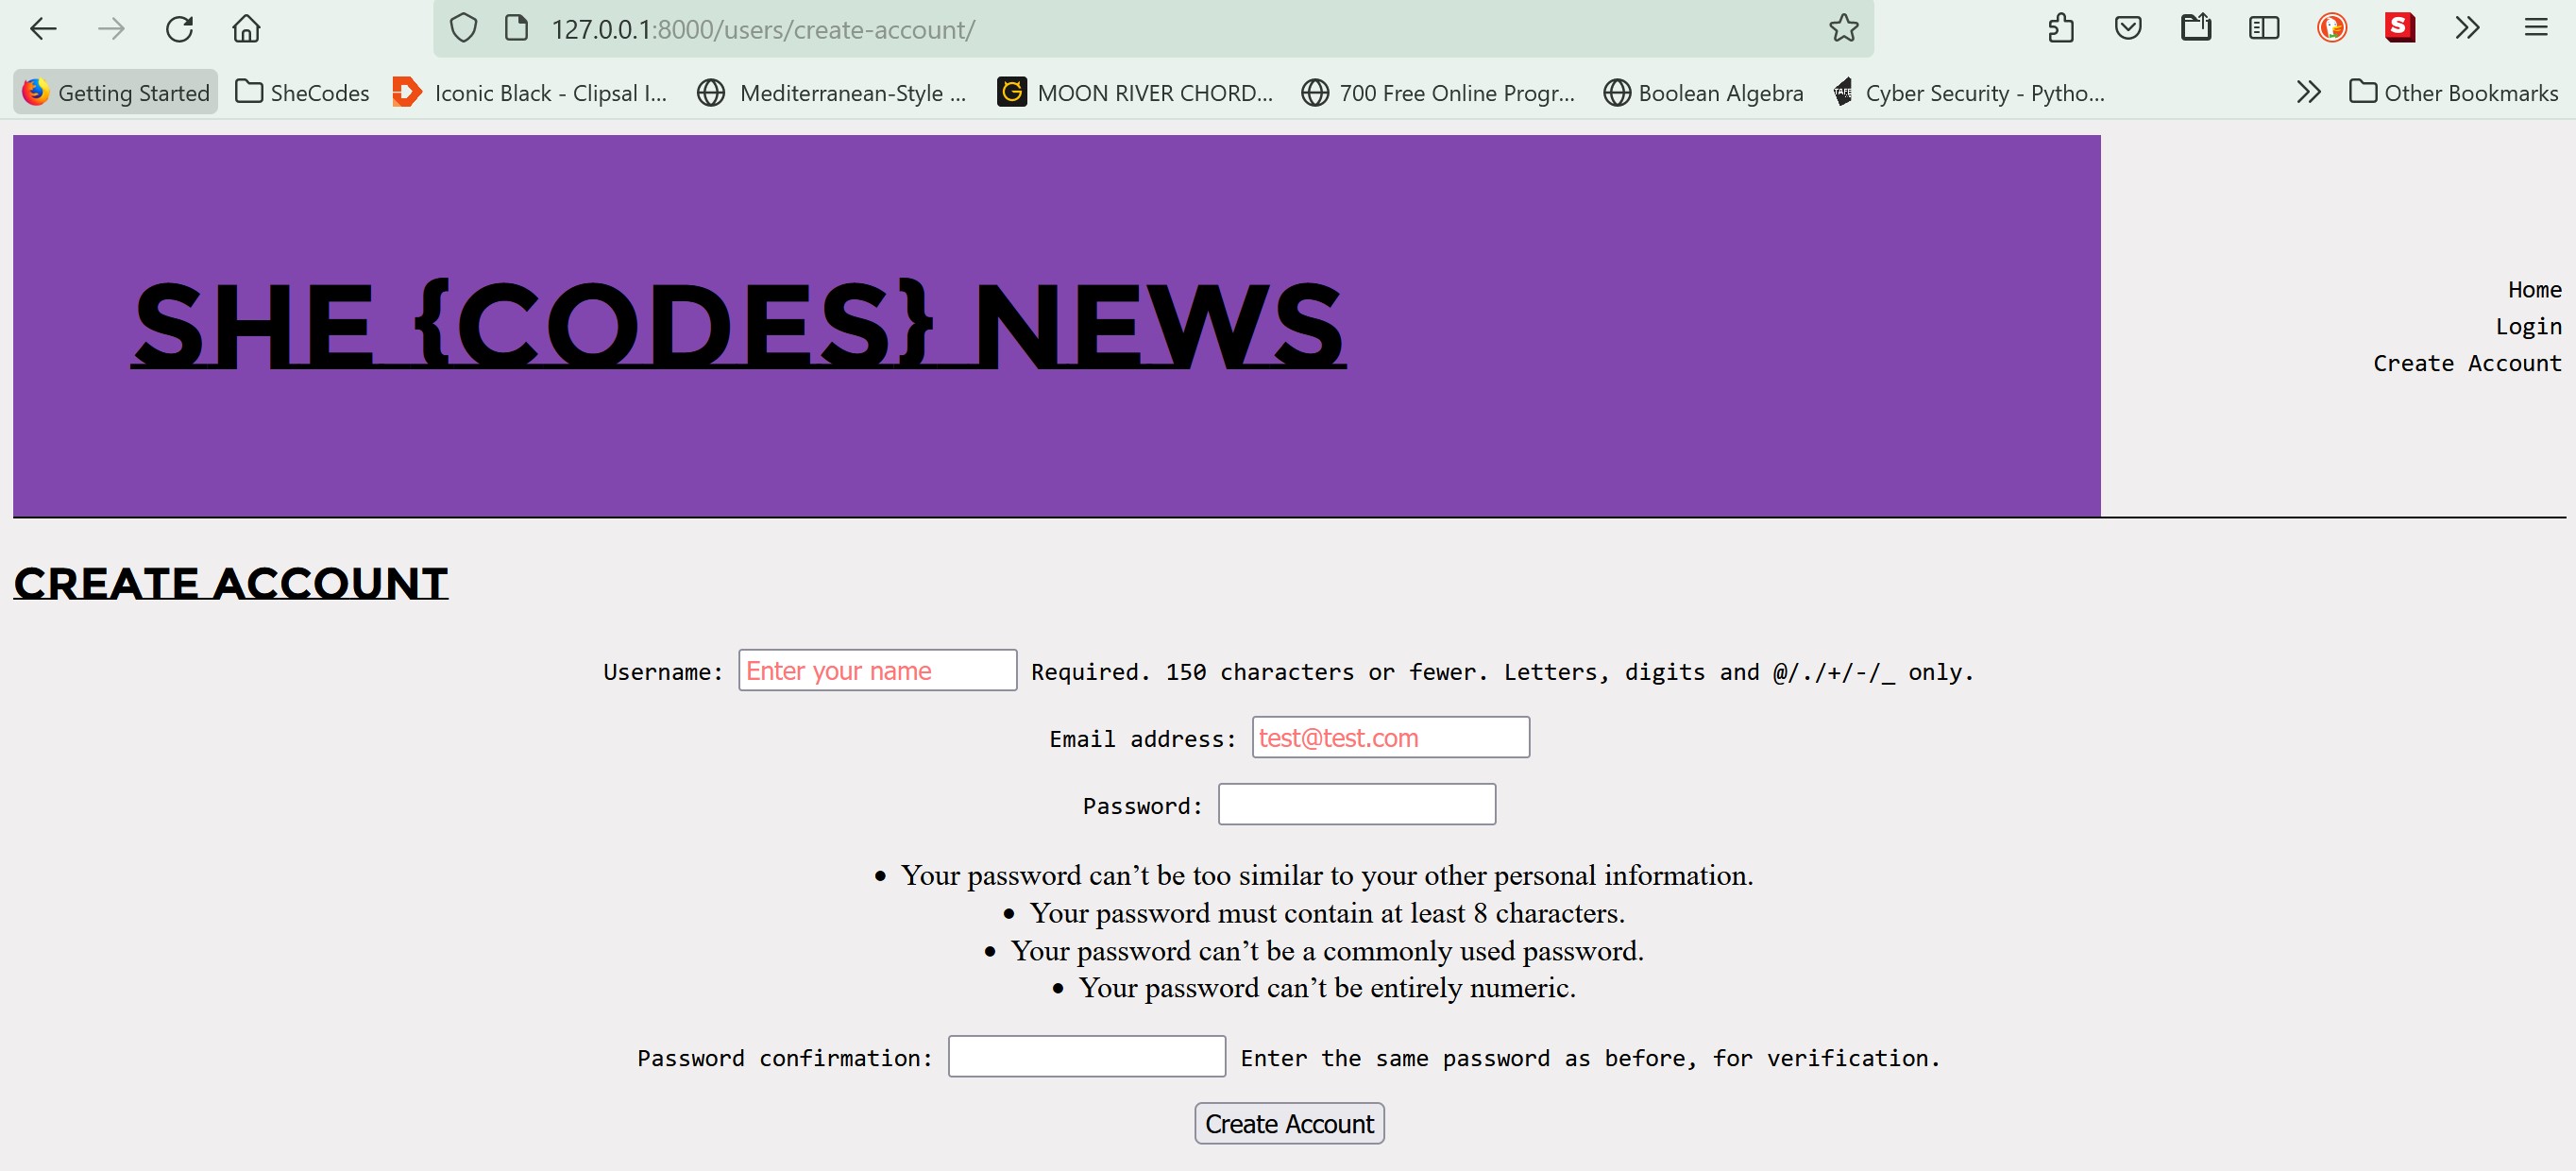 127.0.0.1:8000/users/create-account/
Getting Started SheCodes Iconic Black - Clipsal I... Mediterranean-Style ... MOON RIVER CHORD... 700 Free Online Progr... Boolean Algebra Cyber Security - Pytho... Other Bookmarks
SHE {CODES} NEWS
Home
Login
Create Account
CREATE ACCOUNT
Username: Enter your name Required. 150 characters or fewer. Letters, digits and @/./+/-/_ only.
Email address: test@test.com
Password:
• Your password can’t be too similar to your other personal information.
• Your password must contain at least 8 characters.
• Your password can’t be a commonly used password.
• Your password can’t be entirely numeric.
Password confirmation: Enter the same password as before, for verification.
Create Account